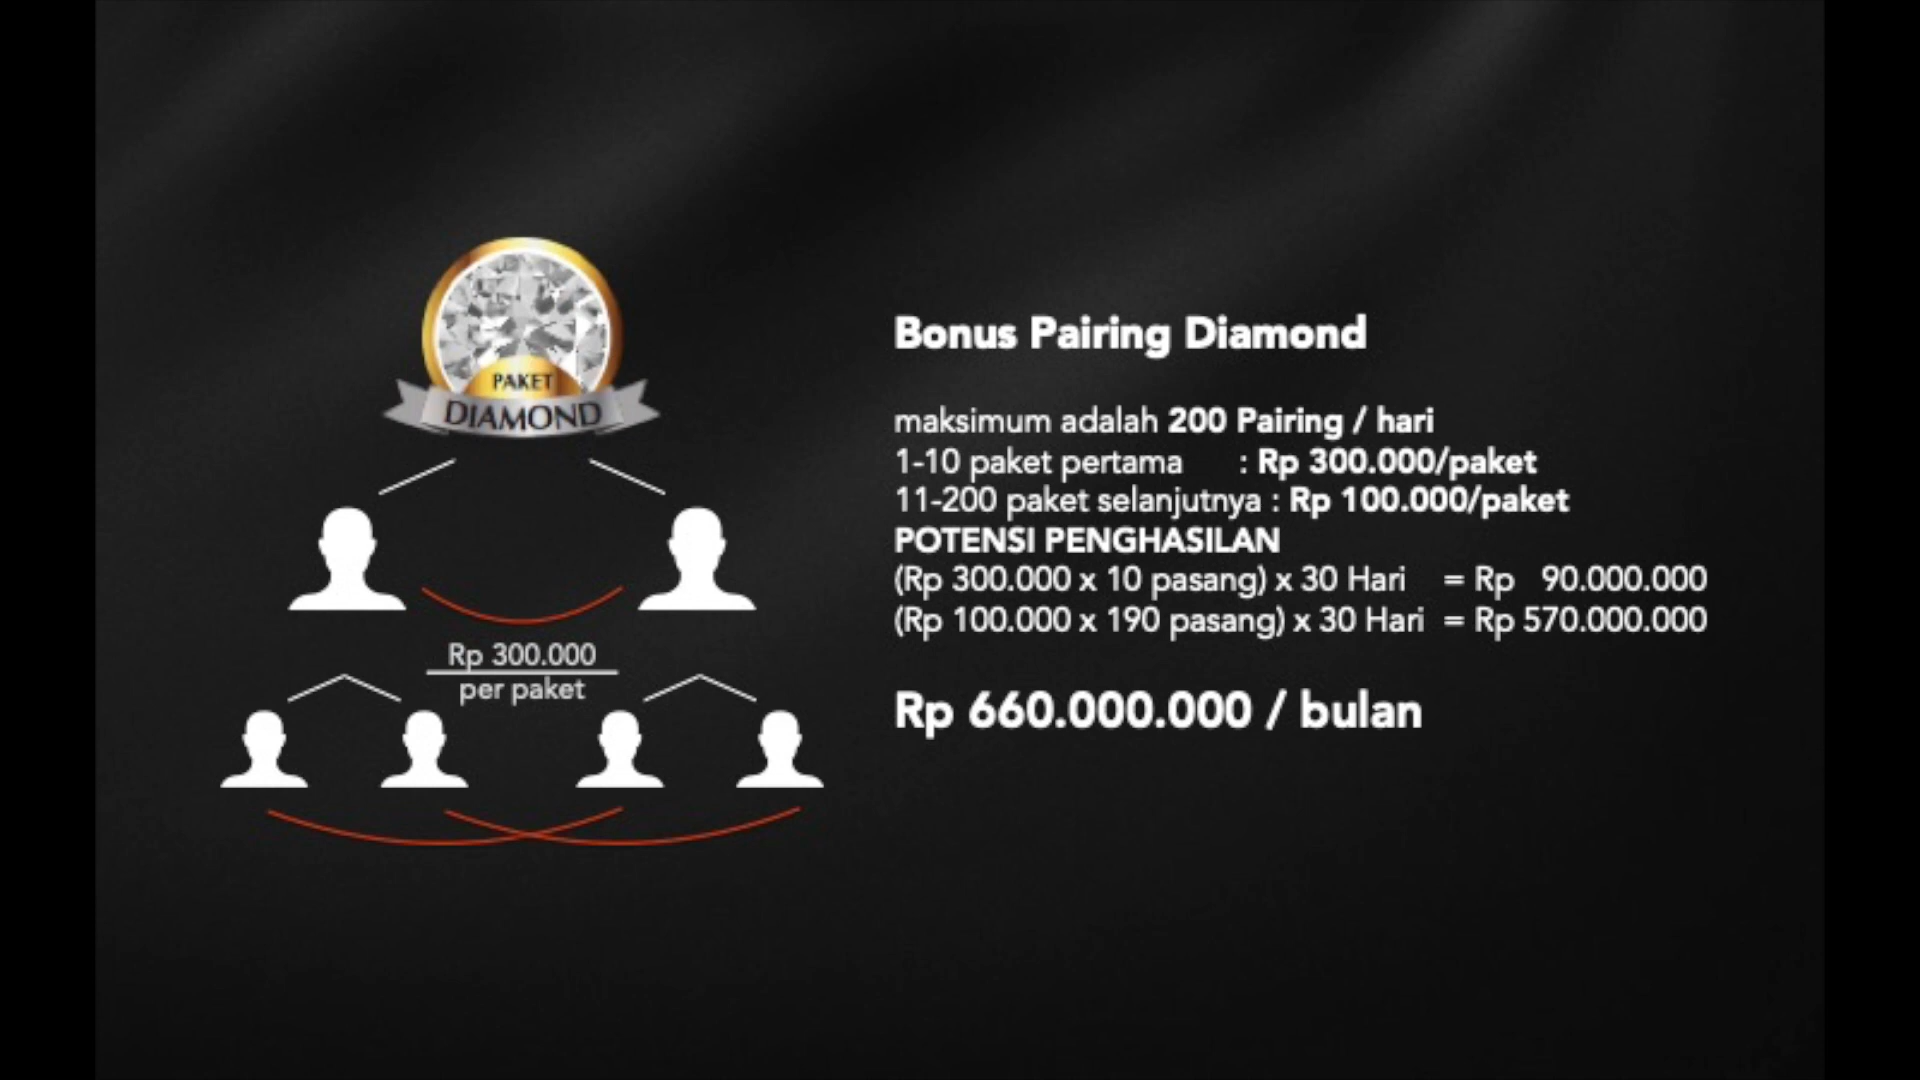 PAKET
DIAMOND
Rp 300.000
per paket
Bonus Pairing Diamond
maksimum adalah 200 Pairing / hari
1-10 paket pertama : Rp 300.000/paket
11-200 paket selanjutnya : Rp 100.000/paket
POTENSI PENGHASILAN
(Rp 300.000 x 10 pasang) x 30 Hari = Rp 90.000.000
(Rp 100.000 x 190 pasang) x 30 Hari = Rp 570.000.000
Rp 660.000.000 / bulan